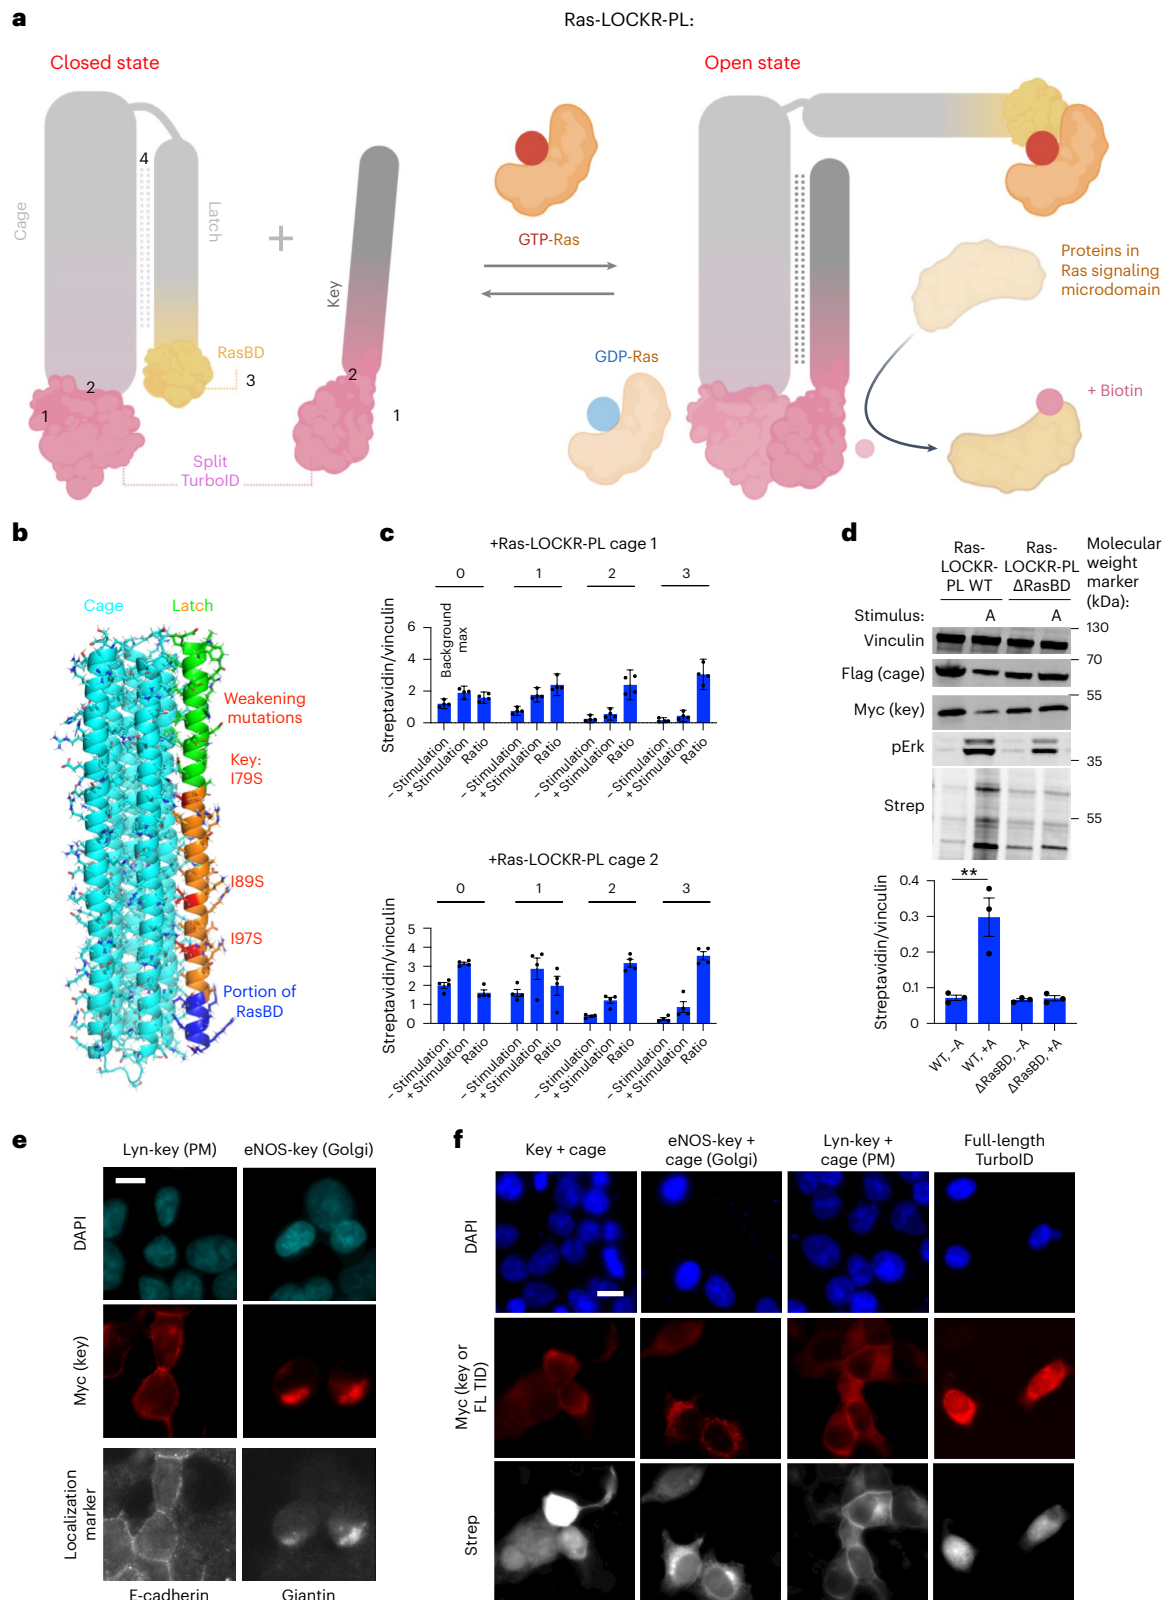 a
Ras-LOCKR-PL:
Closed state
Open state
4
Cage
Latch
Key
GTP-Ras
Proteins in
Ras signaling
microdomain
RasBD
3
GDP-Ras
2
2
1
1
+ Biotin
Split
TurboID
b
Cage
Latch
Weakening
mutations
Key:
I79S
I89S
I97S
Portion of
RasBD
c
+Ras-LOCKR-PL cage 1
0
1
2
3
Background
max
Streptavidin/vinculin
6
4
2
0
– Stimulation
+ Stimulation
Ratio
– Stimulation
+ Stimulation
Ratio
– Stimulation
+ Stimulation
Ratio
– Stimulation
+ Stimulation
Ratio
+Ras-LOCKR-PL cage 2
0
1
2
3
Streptavidin/vinculin
5
4
3
2
1
0
– Stimulation
+ Stimulation
Ratio
– Stimulation
+ Stimulation
Ratio
– Stimulation
+ Stimulation
Ratio
– Stimulation
+ Stimulation
Ratio
d
Ras-
LOCKR-
PL WT
Ras-
LOCKR-PL
ΔRasBD
Molecular
weight
marker
(kDa):
Stimulus:
A
A
Vinculin
130
Flag (cage)
70
Myc (key)
55
pErk
35
Strep
55
**
Streptavidin/vinculin
0.4
0.3
0.2
0.1
0
WT, –A
WT, +A
ΔRasBD, –A
ΔRasBD, +A
e
Lyn-key (PM)
eNOS-key (Golgi)
DAPI
Myc (key)
Localization
marker
E-cadherin
Giantin
f
Key + cage
eNOS-key +
cage (Golgi)
Lyn-key +
cage (PM)
Full-length
TurboID
DAPI
Myc (key or
FL TID)
Strep